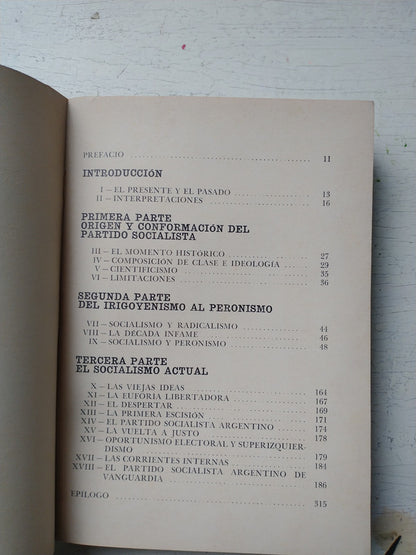 PREFACIO 11
INTRODUCCIÓN
I — EL PRESENTE Y EL PASADO 13
II — INTERPRETACIONES 16
PRIMERA PARTE
ORIGEN Y CONFORMACIÓN DEL
PARTIDO SOCIALISTA
III — EL MOMENTO HISTÓRICO 27
IV — COMPOSICIÓN DE CLASE E IDEOLOGÍA 29
V — CIENTIFICISMO 35
VI — LIMITACIONES 36
SEGUNDA PARTE
DEL IRIGOYENISMO AL PERONISMO
VII — SOCIALISMO Y RADICALISMO 44
VIII — LA DÉCADA INFAME 46
IX — SOCIALISMO Y PERONISMO 48
TERCERA PARTE
EL SOCIALISMO ACTUAL
X — LAS VIEJAS IDEAS 164
XI — LA EUFORIA LIBERTADORA 167
XII — EL DESPERTAR 169
XIII — LA PRIMERA ESCISIÓN 171
XIV — EL PARTIDO SOCIALISTA ARGENTINO 174
XV — LA VUELTA A JUSTO 178
XVI — OPORTUNISMO ELECTORAL Y SUPERIZQUIER-
DISMO 179
XVII — LAS CORRIENTES INTERNAS 184
XVIII — EL PARTIDO SOCIALISTA ARGENTINO DE
VANGUARDIA 186
EPILOGO 315